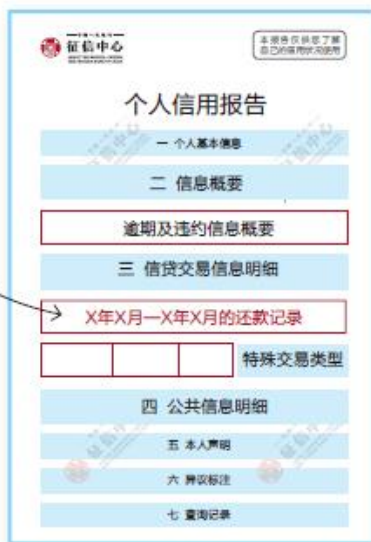 征信中心
本报告仅供您了解
自己的信用状况使用
个人信用报告
一 个人基本信息
二 信息概要
逾期及违约信息概要
三 信贷交易信息明细
X年X月—X年X月的还款记录
特殊交易类型
四 公共信息明细
五 本人声明
六 异议标注
七 查询记录